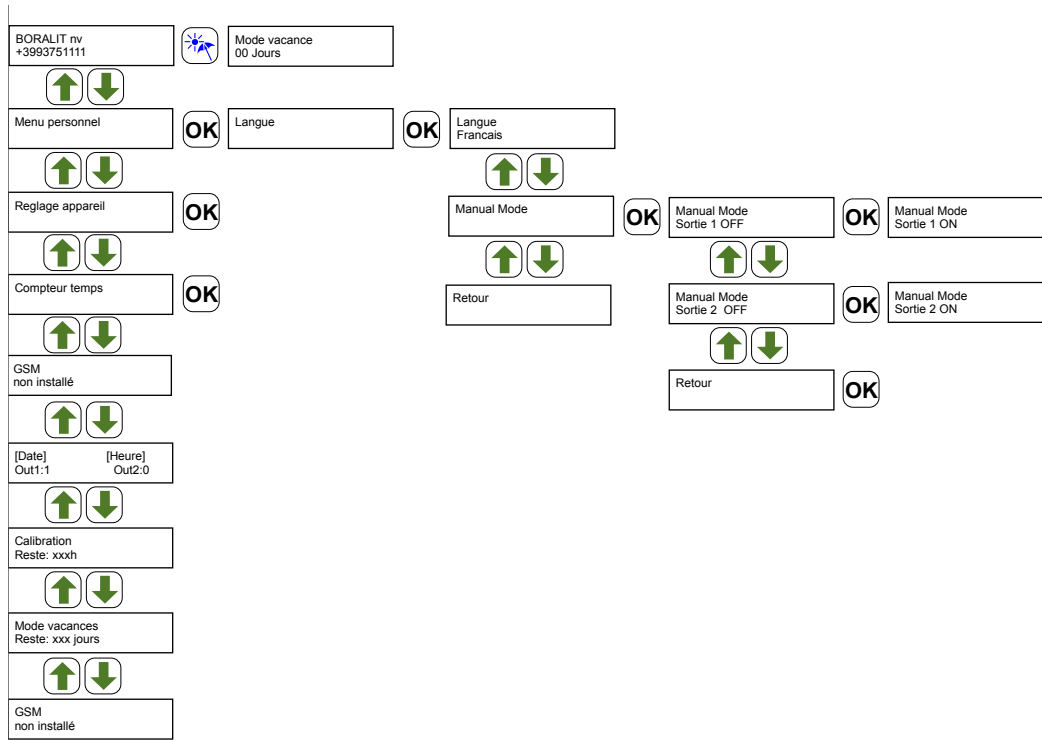 BORALIT nv
+3993751111
Mode vacance
00 Jours
Menu personnel
OK
Langue
OK
Langue
Francais
Reglage appareil
OK
Manual Mode
OK
Manual Mode
Sortie 1 OFF
OK
Manual Mode
Sortie 1 ON
Compteur temps
OK
Retour
Manual Mode
Sortie 2 OFF
OK
Manual Mode
Sortie 2 ON
GSM
non installé
Retour
OK
[Date] [Heure]
Out1:1 Out2:0
Calibration
Reste: xxxh
Mode vacances
Reste: xxx jours
GSM
non installé